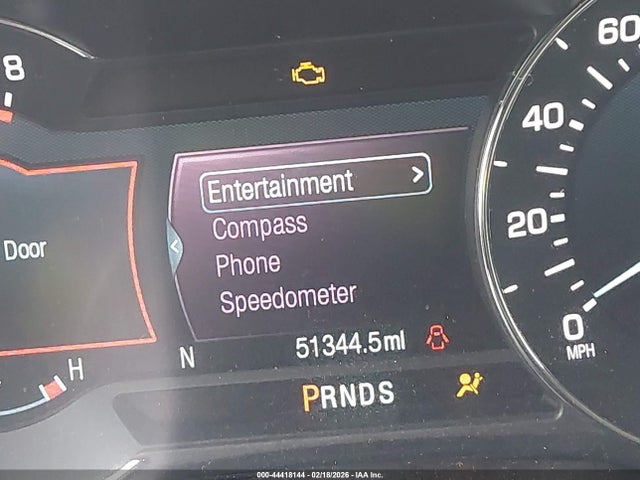 8
60
40
20
0
MPH
Door
Entertainment >
Compass
Phone
Speedometer
H
N
51344.5mi
PRNDS
000-44418144 | 02/18/2026 | IAA Inc.